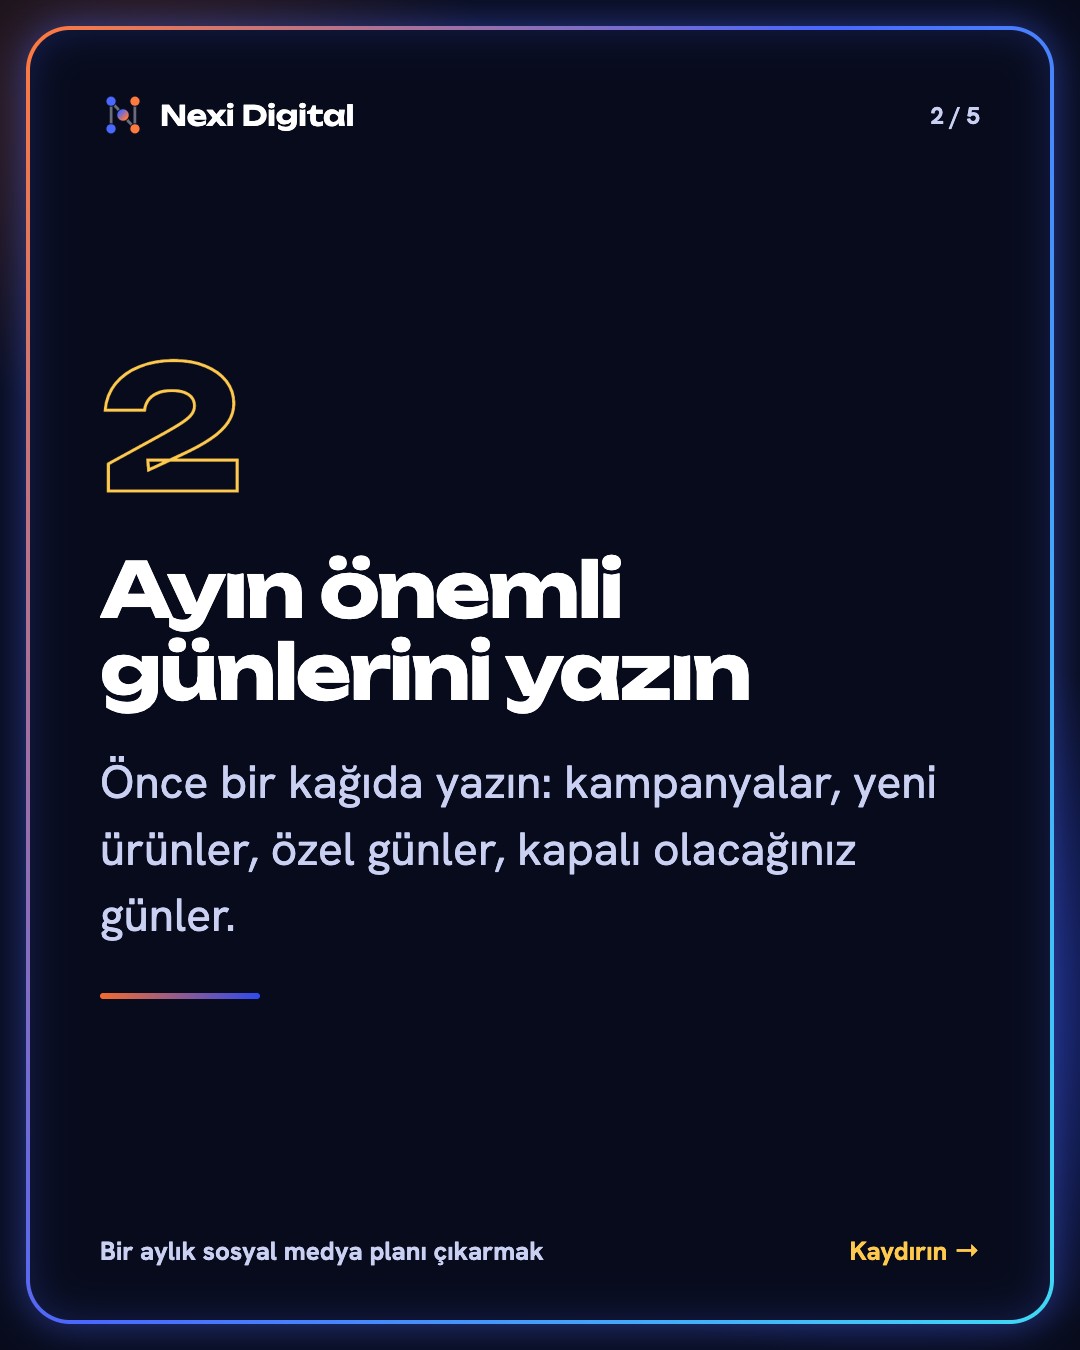 Nexi Digital
2 / 5
2
Ayın önemli
günlerini yazın
Önce bir kağıda yazın: kampanyalar, yeni
ürünler, özel günler, kapalı olacağınız
günler.
Bir aylık sosyal medya planı çıkarmak
Kaydırın →